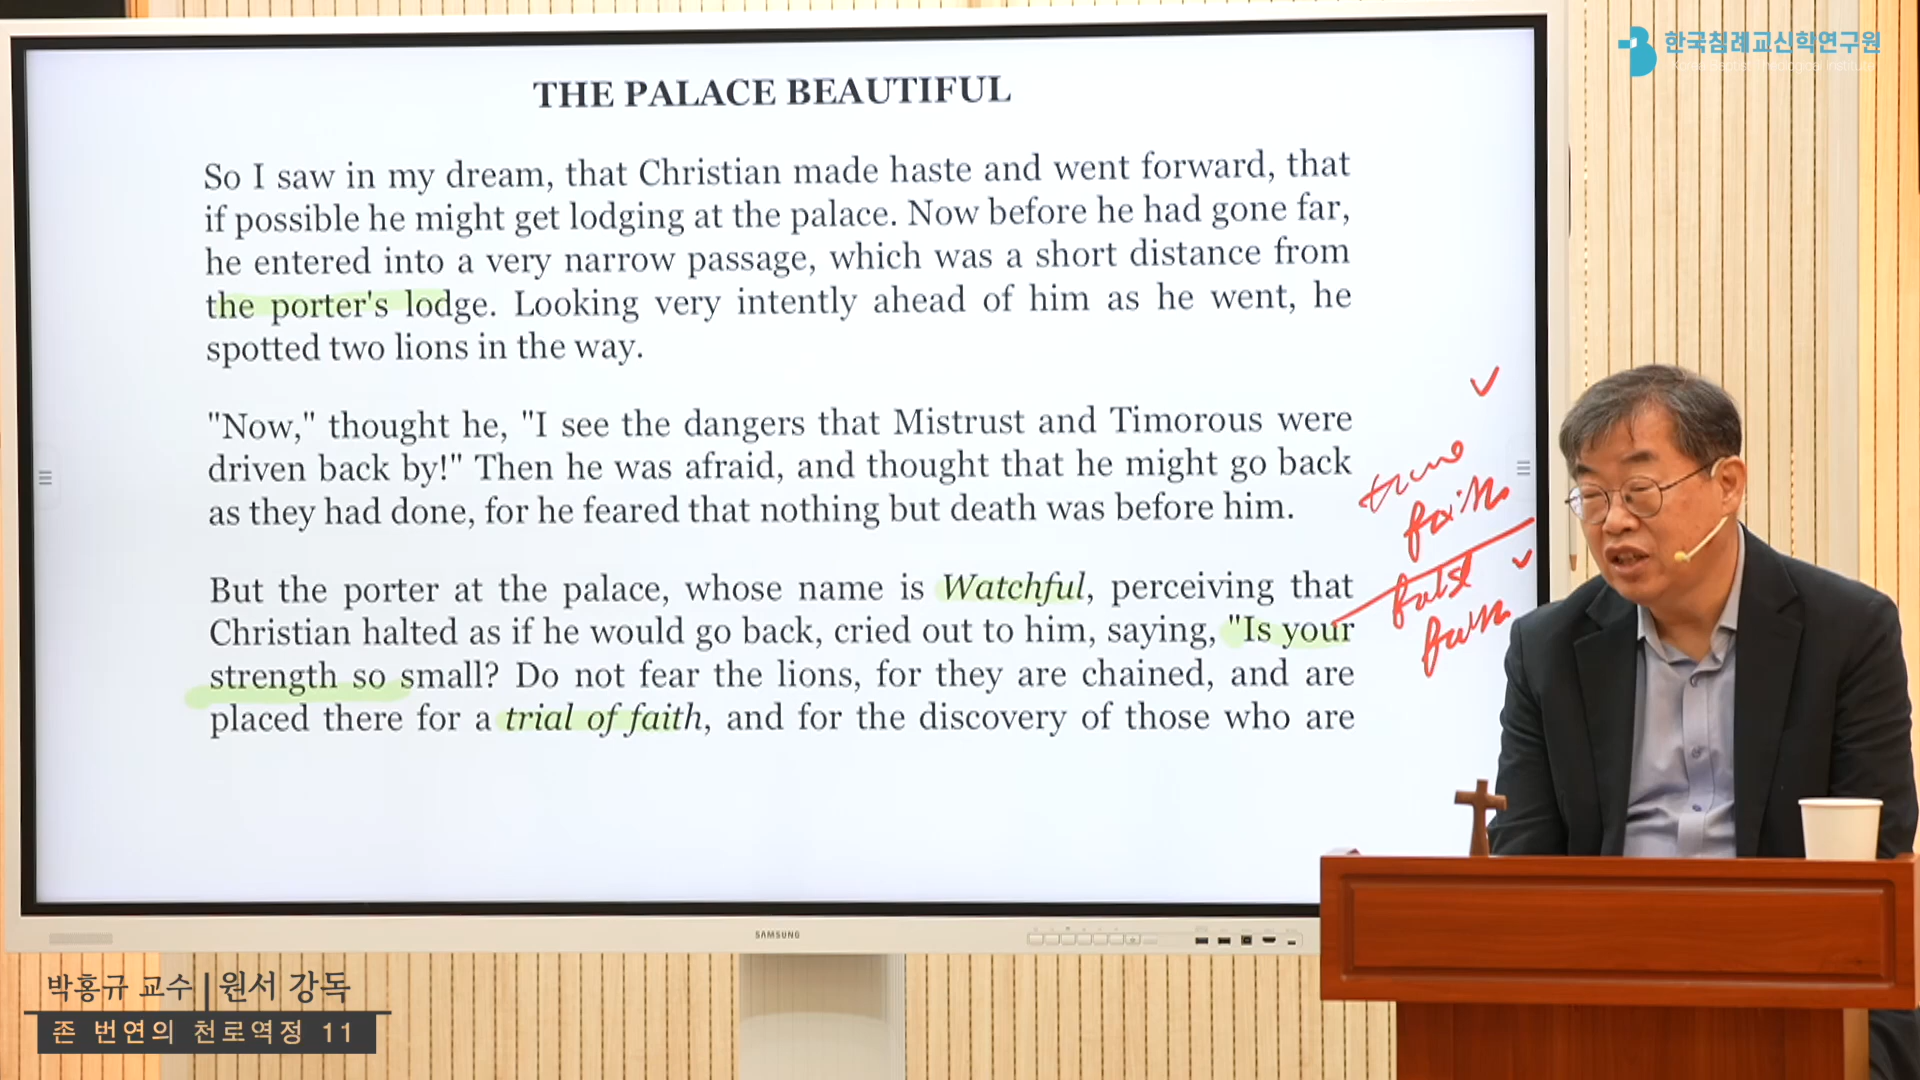 THE PALACE BEAUTIFUL
So I saw in my dream, that Christian made haste and went forward, that
if possible he might get lodging at the palace. Now before he had gone far,
he entered into a very narrow passage, which was a short distance from
the porter's lodge. Looking very intently ahead of him as he went, he
spotted two lions in the way.
"Now," thought he, "I see the dangers that Mistrust and Timorous were
driven back by!" Then he was afraid, and thought that he might go back
as they had done, for he feared that nothing but death was before him.
But the porter at the palace, whose name is Watchful, perceiving that
Christian halted as if he would go back, cried out to him, saying, "Is your
strength so small? Do not fear the lions, for they are chained, and are
placed there for a trial of faith, and for the discovery of those who are
true
faith
false
faith
한국침례교신학연구원
SAMSUNG
박홍규 교수 | 원서 강독
존 번연의 천로역정 11